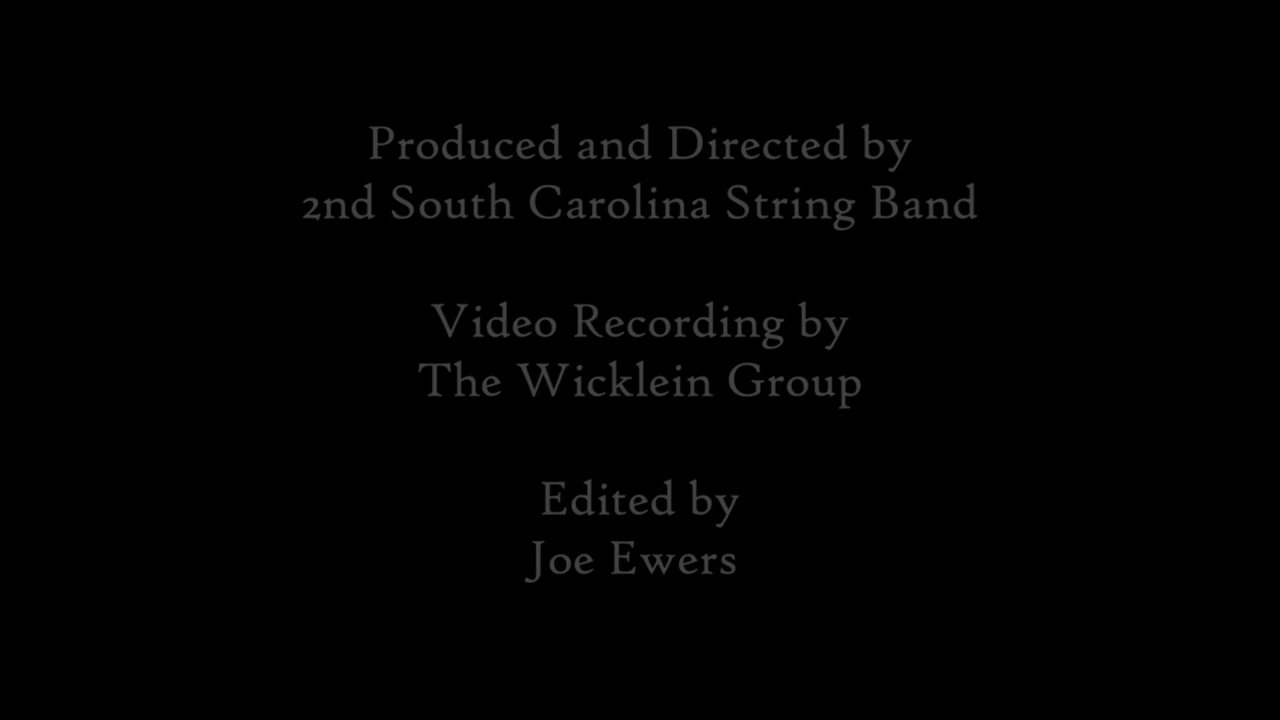 Produced and Directed by
2nd South Carolina String Band
Video Recording by
The Wicklein Group
Edited by
Joe Ewers